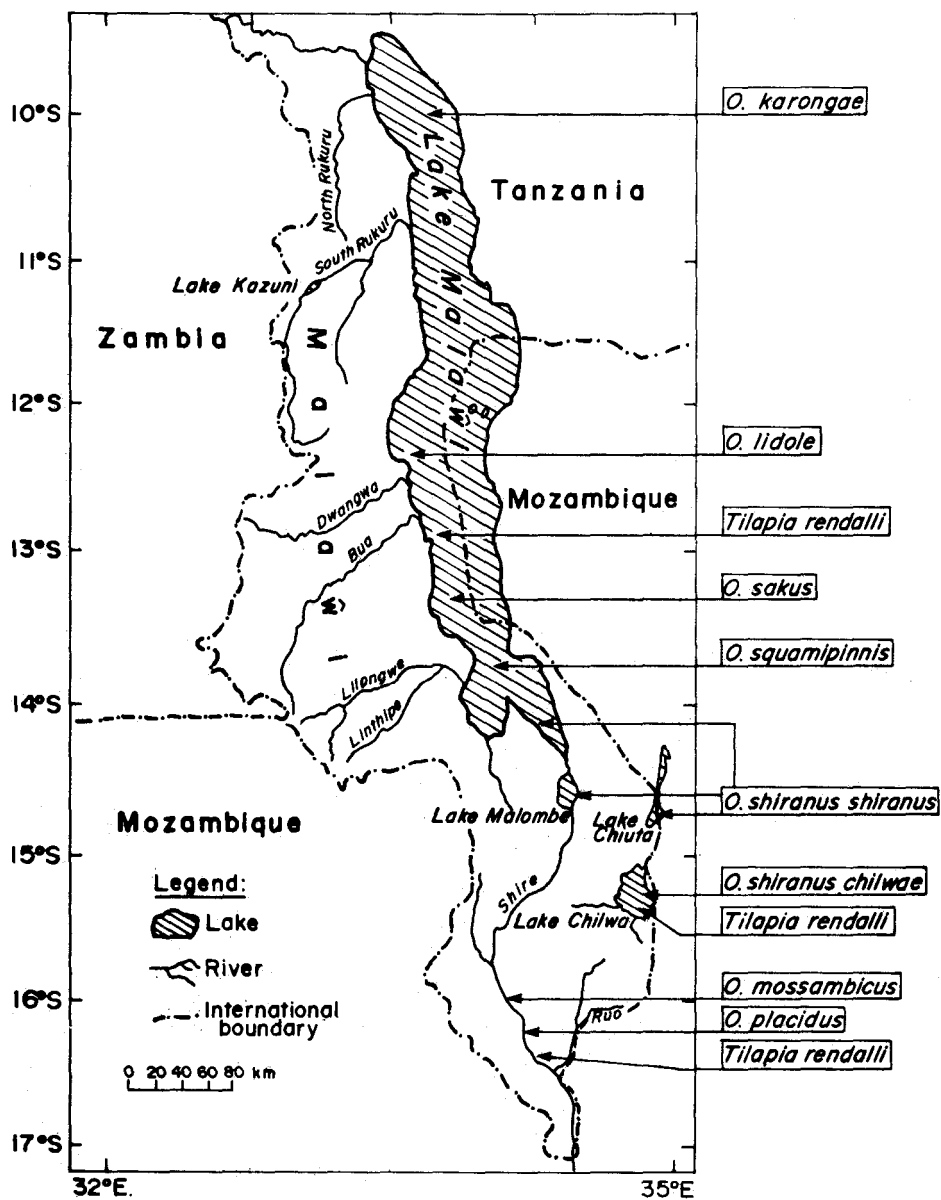 10°S
11°S
12°S
13°S
14°S
15°S
16°S
17°S
32°E.
35°E
Lake Malawi
Malawi
Tanzania
Zambia
Mozambique
Mozambique
North Rukuru
South Rukuru
Lake Kazuni
Dwangwa
Bua
Lilongwe
Linthipe
Lake Malombe
Lake
Chiuta
Shire
Lake Chilwa
Ruo
O. karongae
O. lidole
Tilapia rendalli
O. sakus
O. squamipinnis
O. shiranus shiranus
O. shiranus chilwae
Tilapia rendalli
O. mossambicus
O. placidus
Tilapia rendalli
Legend:
Lake
River
International
boundary
0 20 40 60 80 km